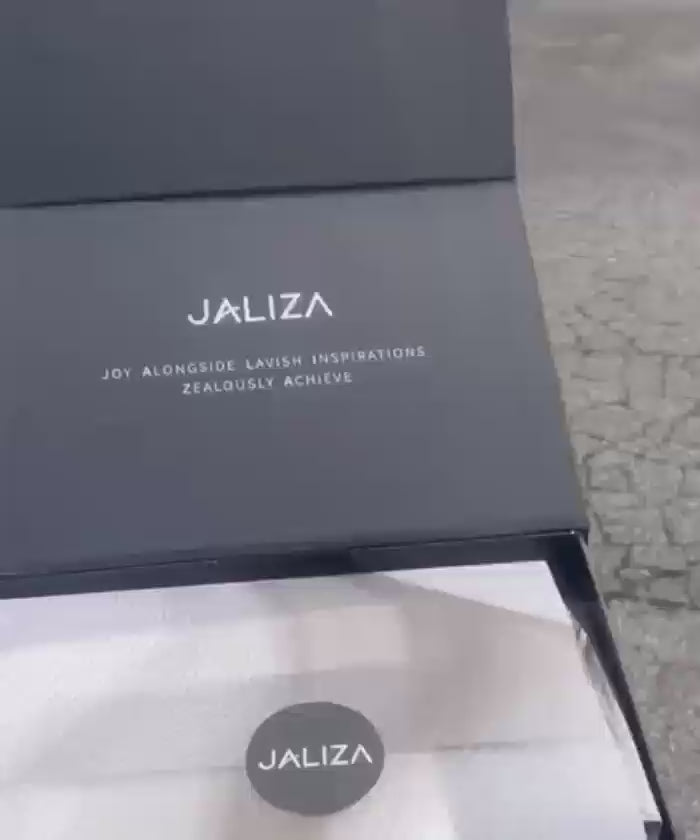 JALIZA
JOY ALONGSIDE LAVISH INSPIRATIONS
ZEALOUSLY ACHIEVE
JALIZA